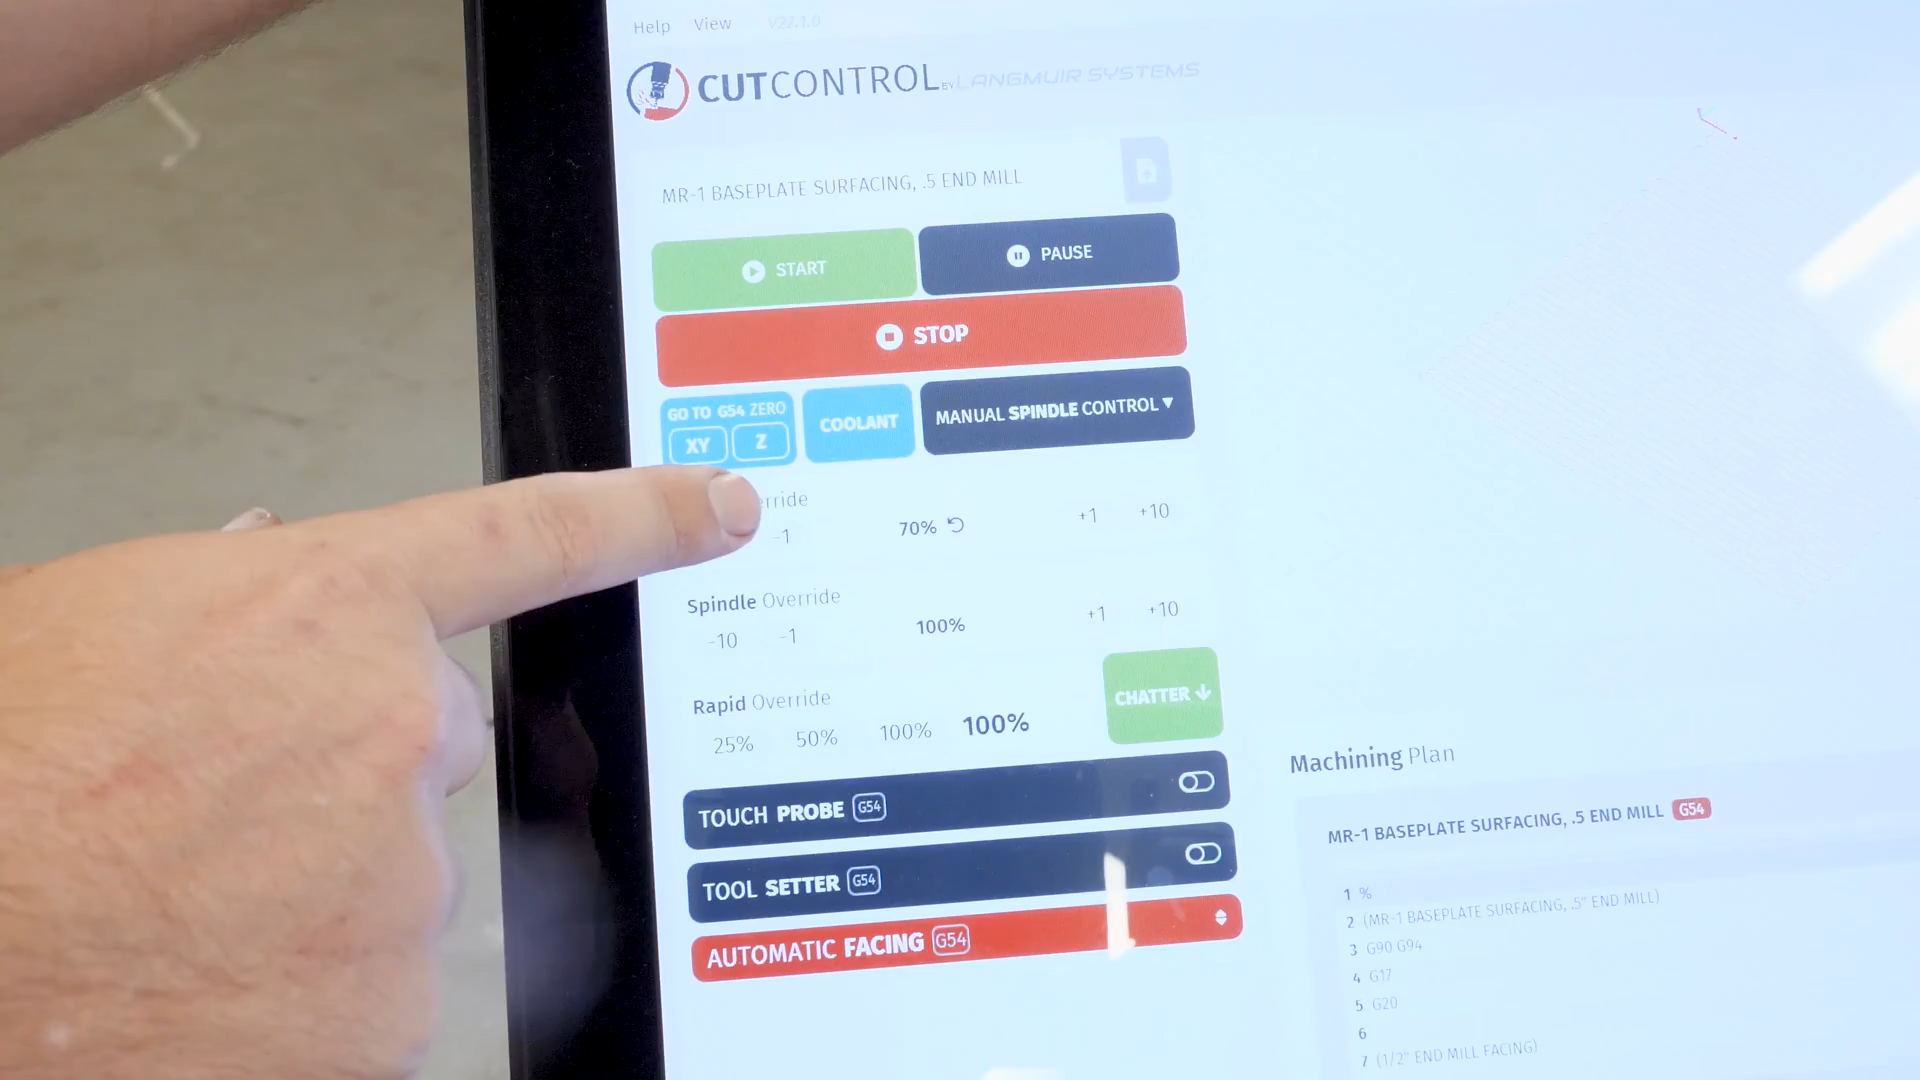 Help View V22.1.0
CUTCONTROL BY LANGMUIR SYSTEMS
MR-1 BASEPLATE SURFACING, .5 END MILL
START
PAUSE
STOP
GO TO G54 ZERO
XY Z
COOLANT
MANUAL SPINDLE CONTROL
-1 70% +1 +10
Spindle Override
-10 -1 100% +1 +10
Rapid Override
25% 50% 100% 100%
CHATTER
TOUCH PROBE G54
TOOL SETTER G54
AUTOMATIC FACING G54
Machining Plan
MR-1 BASEPLATE SURFACING, .5 END MILL G54
1 %
2 (MR-1 BASEPLATE SURFACING, .5" END MILL)
3 G90 G94
4 G17
5 G20
6
7 (1/2" END MILL FACING)